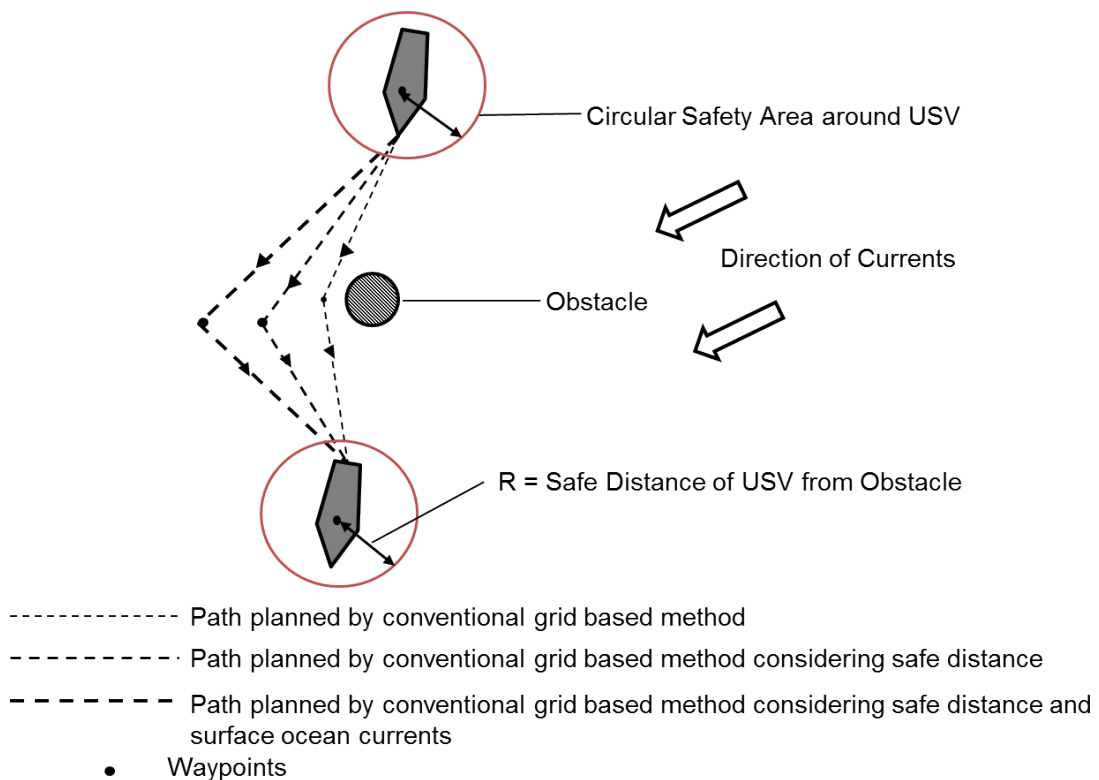 Circular Safety Area around USV
Direction of Currents
Obstacle
R = Safe Distance of USV from Obstacle
Path planned by conventional grid based method
Path planned by conventional grid based method considering safe distance
Path planned by conventional grid based method considering safe distance and
surface ocean currents
Waypoints